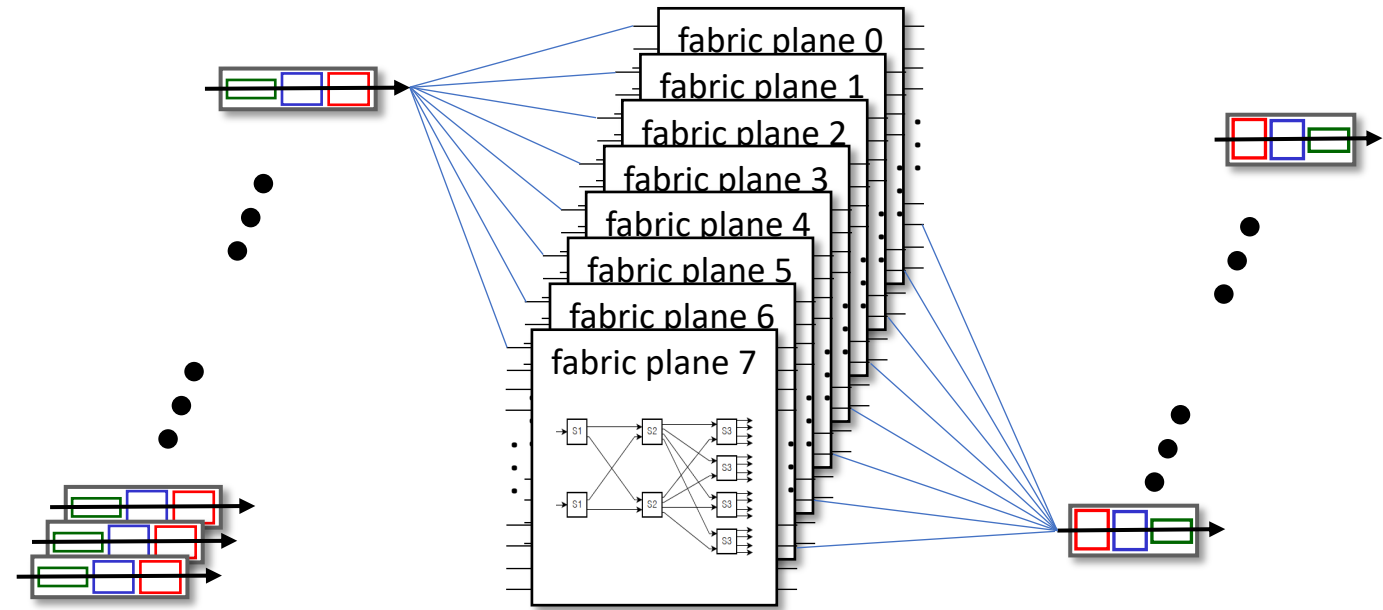 fabric plane 0
fabric plane 1
fabric plane 2
fabric plane 3
fabric plane 4
fabric plane 5
fabric plane 6
fabric plane 7
S1 S2 S3
S3
S1 S2 S3
S3